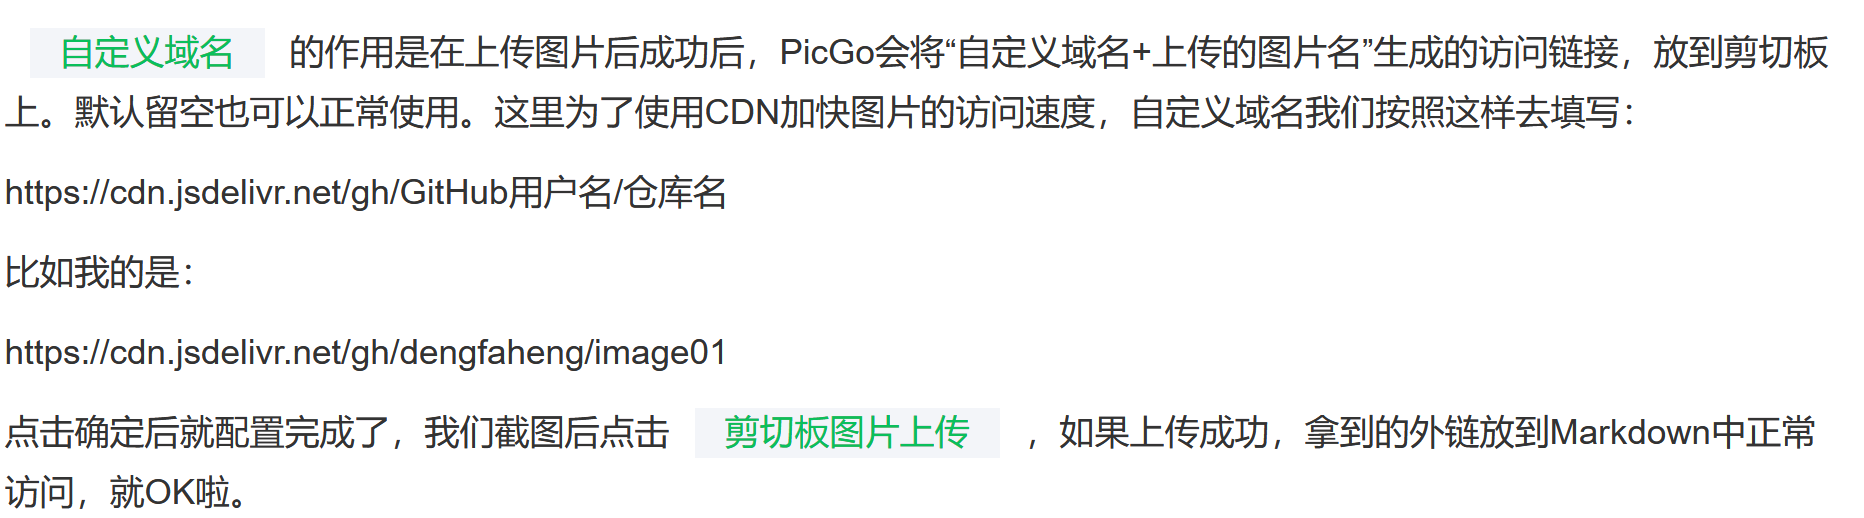 自定义域名 的作用是在上传图片后成功后，PicGo会将“自定义域名+上传的图片名”生成的访问链接，放到剪切板
上。默认留空也可以正常使用。这里为了使用CDN加快图片的访问速度，自定义域名我们按照这样去填写：
https://cdn.jsdelivr.net/gh/GitHub用户名/仓库名
比如我的是：
https://cdn.jsdelivr.net/gh/dengfaheng/image01
点击确定后就配置完成了，我们截图后点击 剪切板图片上传 ，如果上传成功，拿到的外链放到Markdown中正常
访问，就OK啦。